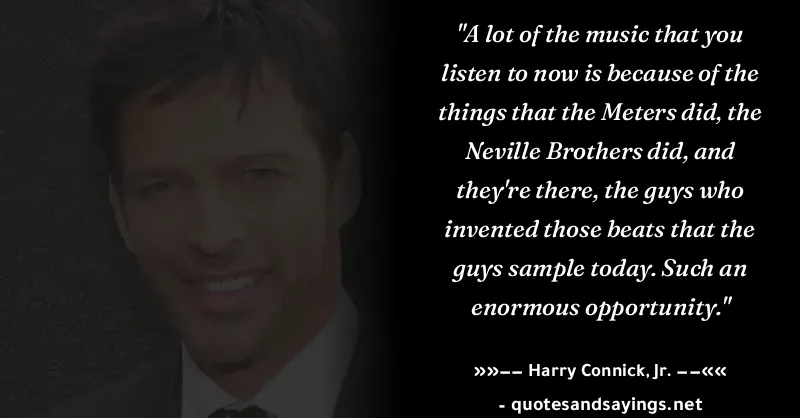 "A lot of the music that you
listen to now is because of the
things that the Meters did, the
Neville Brothers did, and
they're there, the guys who
invented those beats that the
guys sample today. Such an
enormous opportunity."
»»−− Harry Connick, Jr. −−««
- quotesandsayings.net